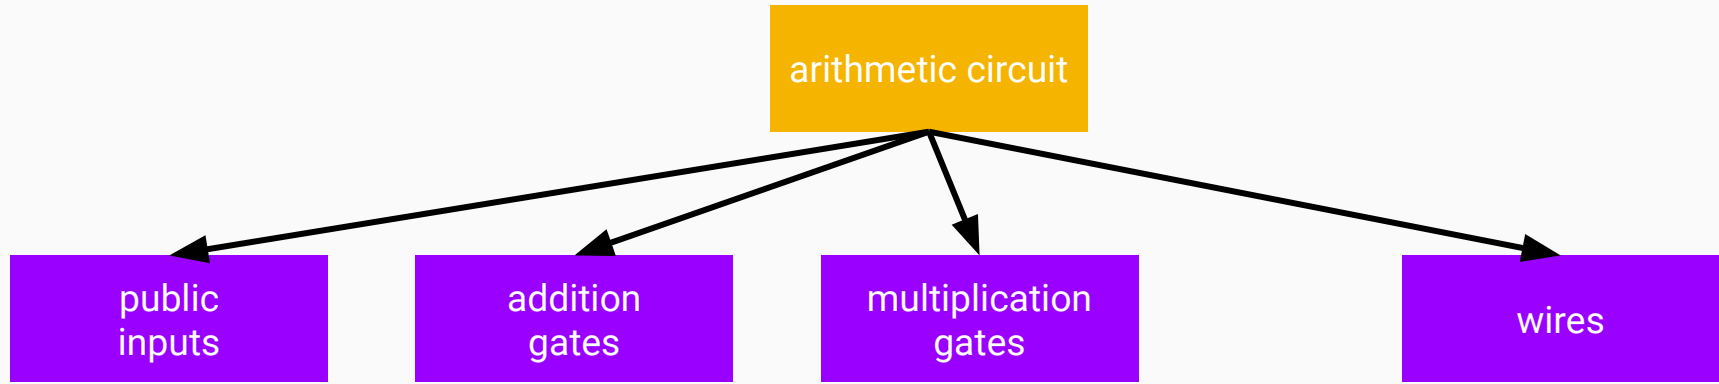 arithmetic circuit
public
inputs
addition
gates
multiplication
gates
wires